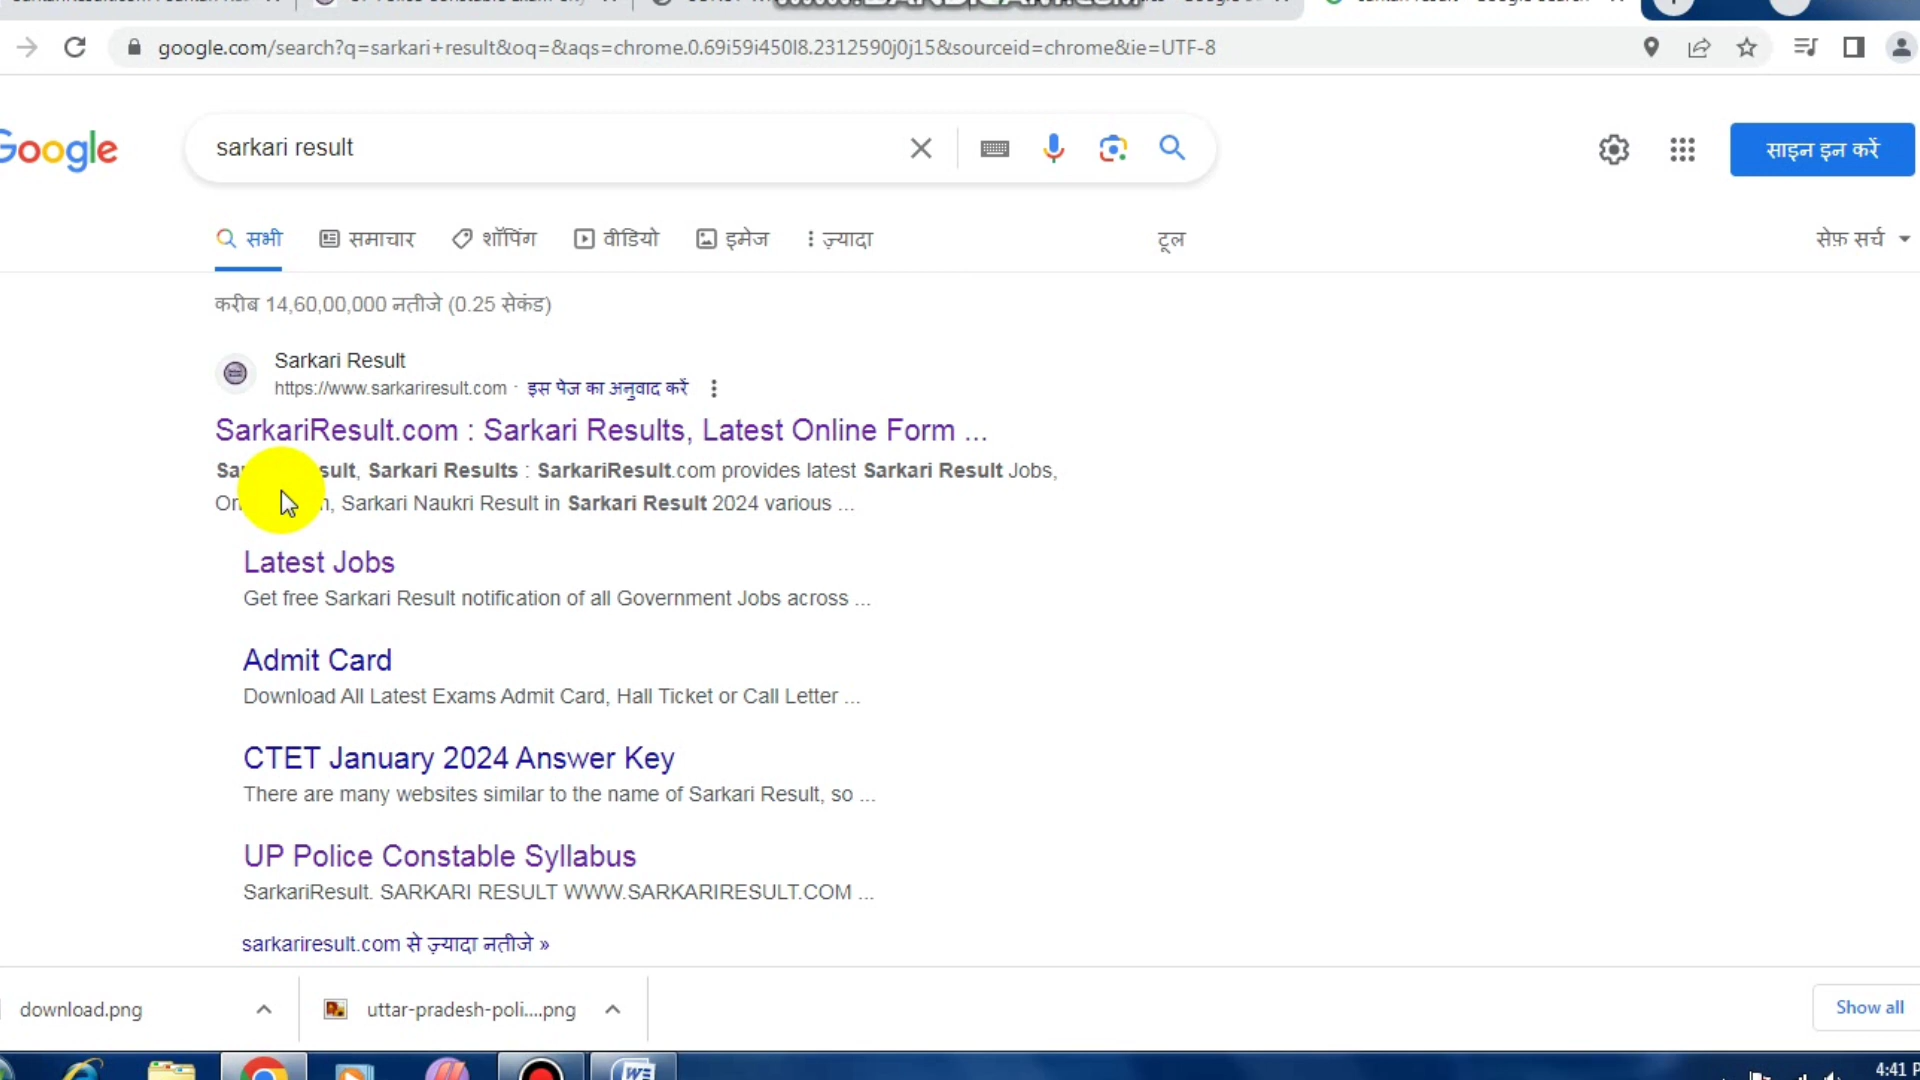 google.com/search?q=sarkari+result&oq=&aqs=chrome.0.69i59i450l8.2312590j0j15&sourceid=chrome&ie=UTF-8
Google
sarkari result
साइन इन करें
सभी
समाचार
शॉपिंग
वीडियो
इमेज
ज़्यादा
टूल
सेफ़ सर्च
करीब 14,60,00,000 नतीजे (0.25 सेकंड)
Sarkari Result
https://www.sarkariresult.com · इस पेज का अनुवाद करें
SarkariResult.com : Sarkari Results, Latest Online Form ...
Sarkari Results : SarkariResult.com provides latest Sarkari Result Jobs,
Sarkari Naukri Result in Sarkari Result 2024 various ...
Latest Jobs
Get free Sarkari Result notification of all Government Jobs across ...
Admit Card
Download All Latest Exams Admit Card, Hall Ticket or Call Letter ...
CTET January 2024 Answer Key
There are many websites similar to the name of Sarkari Result, so ...
UP Police Constable Syllabus
SarkariResult. SARKARI RESULT WWW.SARKARIRESULT.COM ...
sarkariresult.com से ज़्यादा नतीजे »
download.png
uttar-pradesh-poli....png
Show all
4:41 P